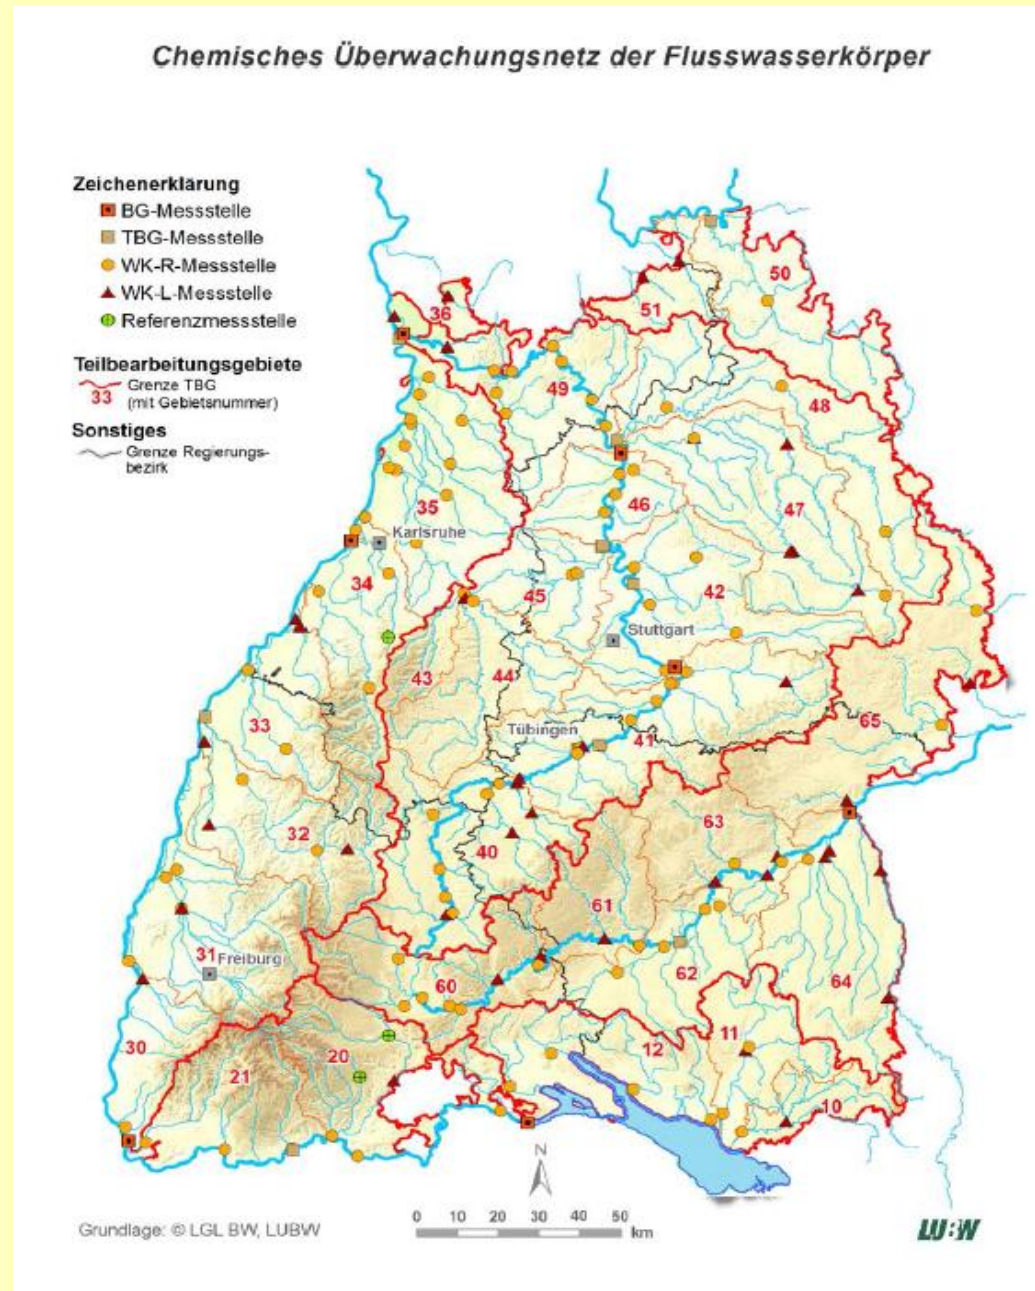 Chemisches Überwachungsnetz der Flusswasserkörper
Zeichenerklärung
BG-Messstelle
TBG-Messstelle
WK-R-Messstelle
WK-L-Messstelle
Referenzmessstelle
Teilbearbeitungsgebiete
Grenze TBG
33 (mit Gebietsnummer)
Sonstiges
Grenze Regierungs-
bezirk
50
51
36
49
48
47
46
35
Karlsruhe
34
45
42
Stuttgart
43
44
33
Tübingen
41
65
32
40
63
61
31
Freiburg
62
64
60
30
21
20
12
11
10
N
0 10 20 30 40 50
km
Grundlage: © LGL BW, LUBW
LUBW